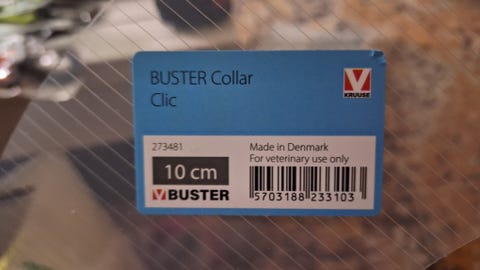 BUSTER Collar
Clic
V
KRUUSE
273481
10 cm
BUSTER
Made in Denmark
For veterinary use only
5703188 233103